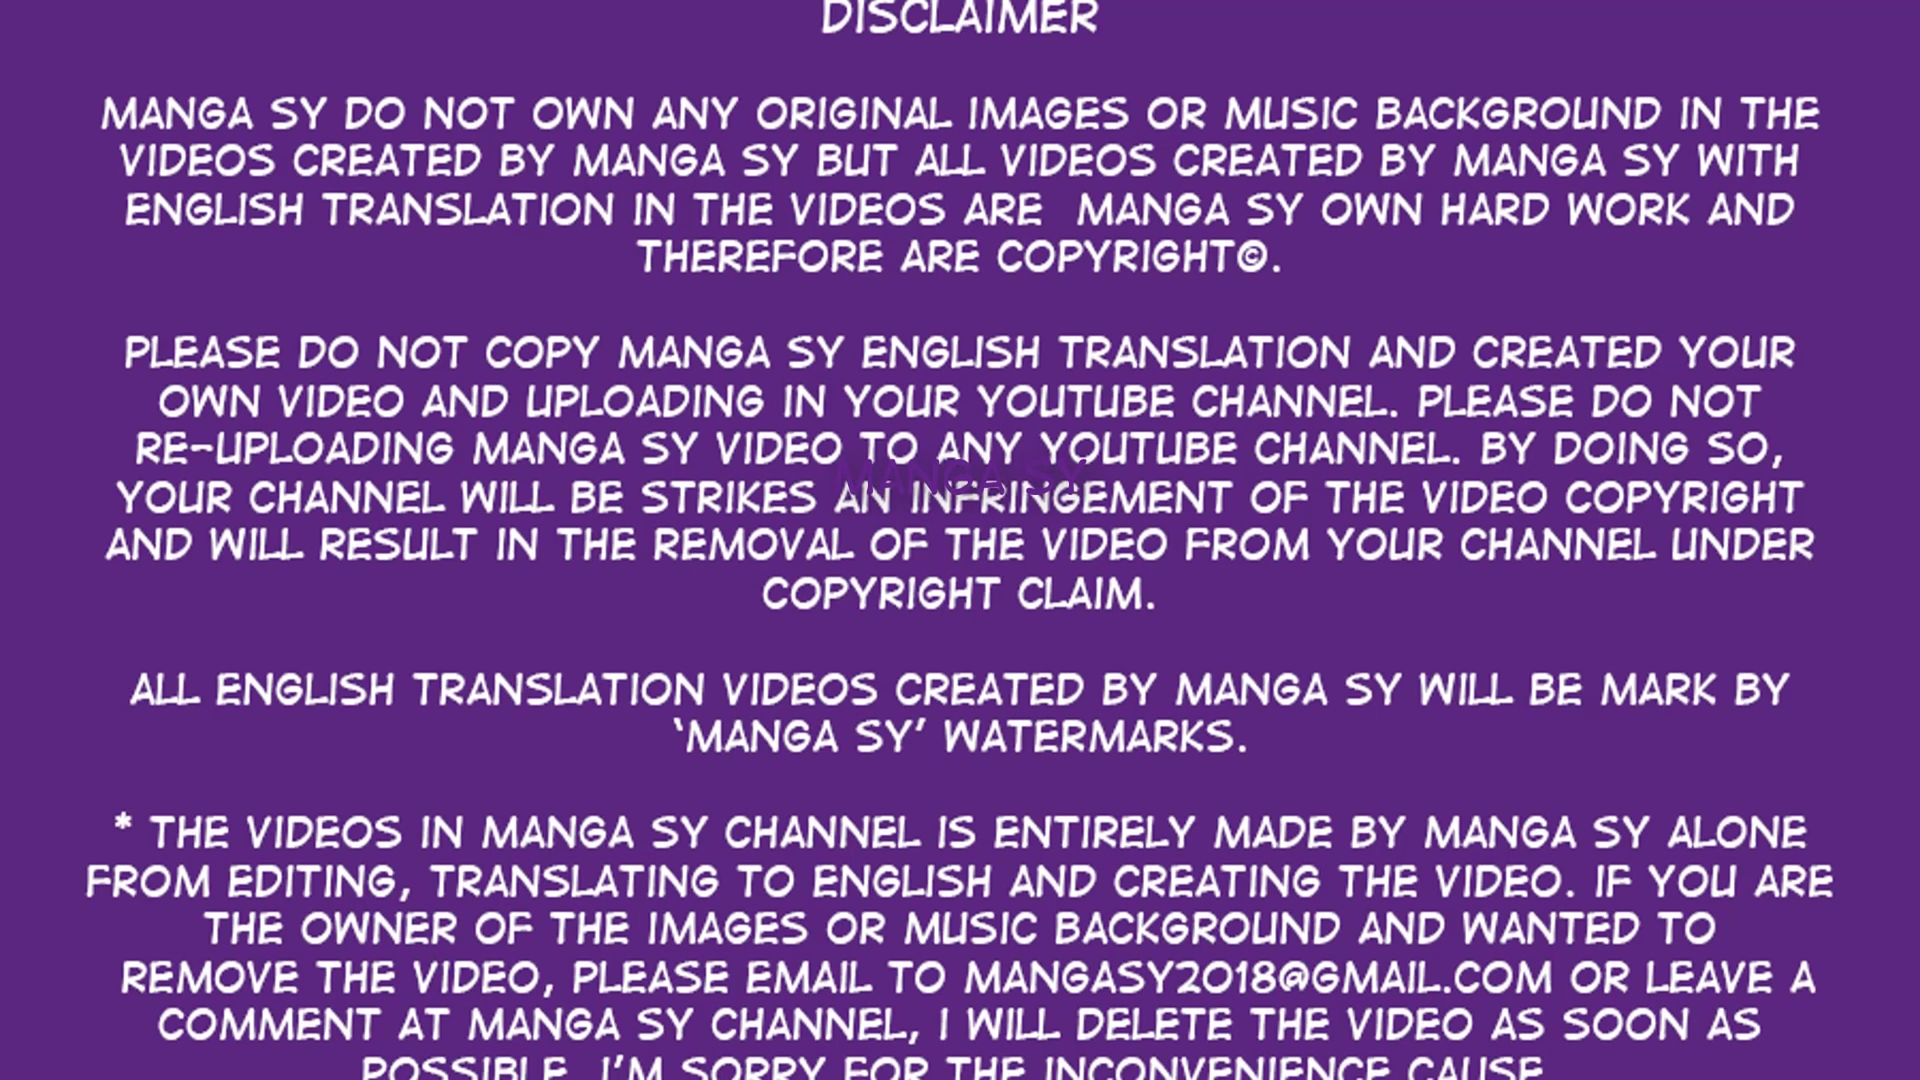 DISCLAIMER
MANGA SY DO NOT OWN ANY ORIGINAL IMAGES OR MUSIC BACKGROUND IN THE
VIDEOS CREATED BY MANGA SY BUT ALL VIDEOS CREATED BY MANGA SY WITH
ENGLISH TRANSLATION IN THE VIDEOS ARE MANGA SY OWN HARD WORK AND
THEREFORE ARE COPYRIGHT©.
PLEASE DO NOT COPY MANGA SY ENGLISH TRANSLATION AND CREATED YOUR
OWN VIDEO AND UPLOADING IN YOUR YOUTUBE CHANNEL. PLEASE DO NOT
RE-UPLOADING MANGA SY VIDEO TO ANY YOUTUBE CHANNEL. BY DOING SO,
MANGA SY
YOUR CHANNEL WILL BE STRIKES AN INFRINGEMENT OF THE VIDEO COPYRIGHT
AND WILL RESULT IN THE REMOVAL OF THE VIDEO FROM YOUR CHANNEL UNDER
COPYRIGHT CLAIM.
ALL ENGLISH TRANSLATION VIDEOS CREATED BY MANGA SY WILL BE MARK BY
‘MANGA SY’ WATERMARKS.
* THE VIDEOS IN MANGA SY CHANNEL IS ENTIRELY MADE BY MANGA SY ALONE
FROM EDITING, TRANSLATING TO ENGLISH AND CREATING THE VIDEO. IF YOU ARE
THE OWNER OF THE IMAGES OR MUSIC BACKGROUND AND WANTED TO
REMOVE THE VIDEO, PLEASE EMAIL TO MANGASY2018@GMAIL.COM OR LEAVE A
COMMENT AT MANGA SY CHANNEL, I WILL DELETE THE VIDEO AS SOON AS
POSSIBLE. I’M SORRY FOR THE INCONVENIENCE CAUSE